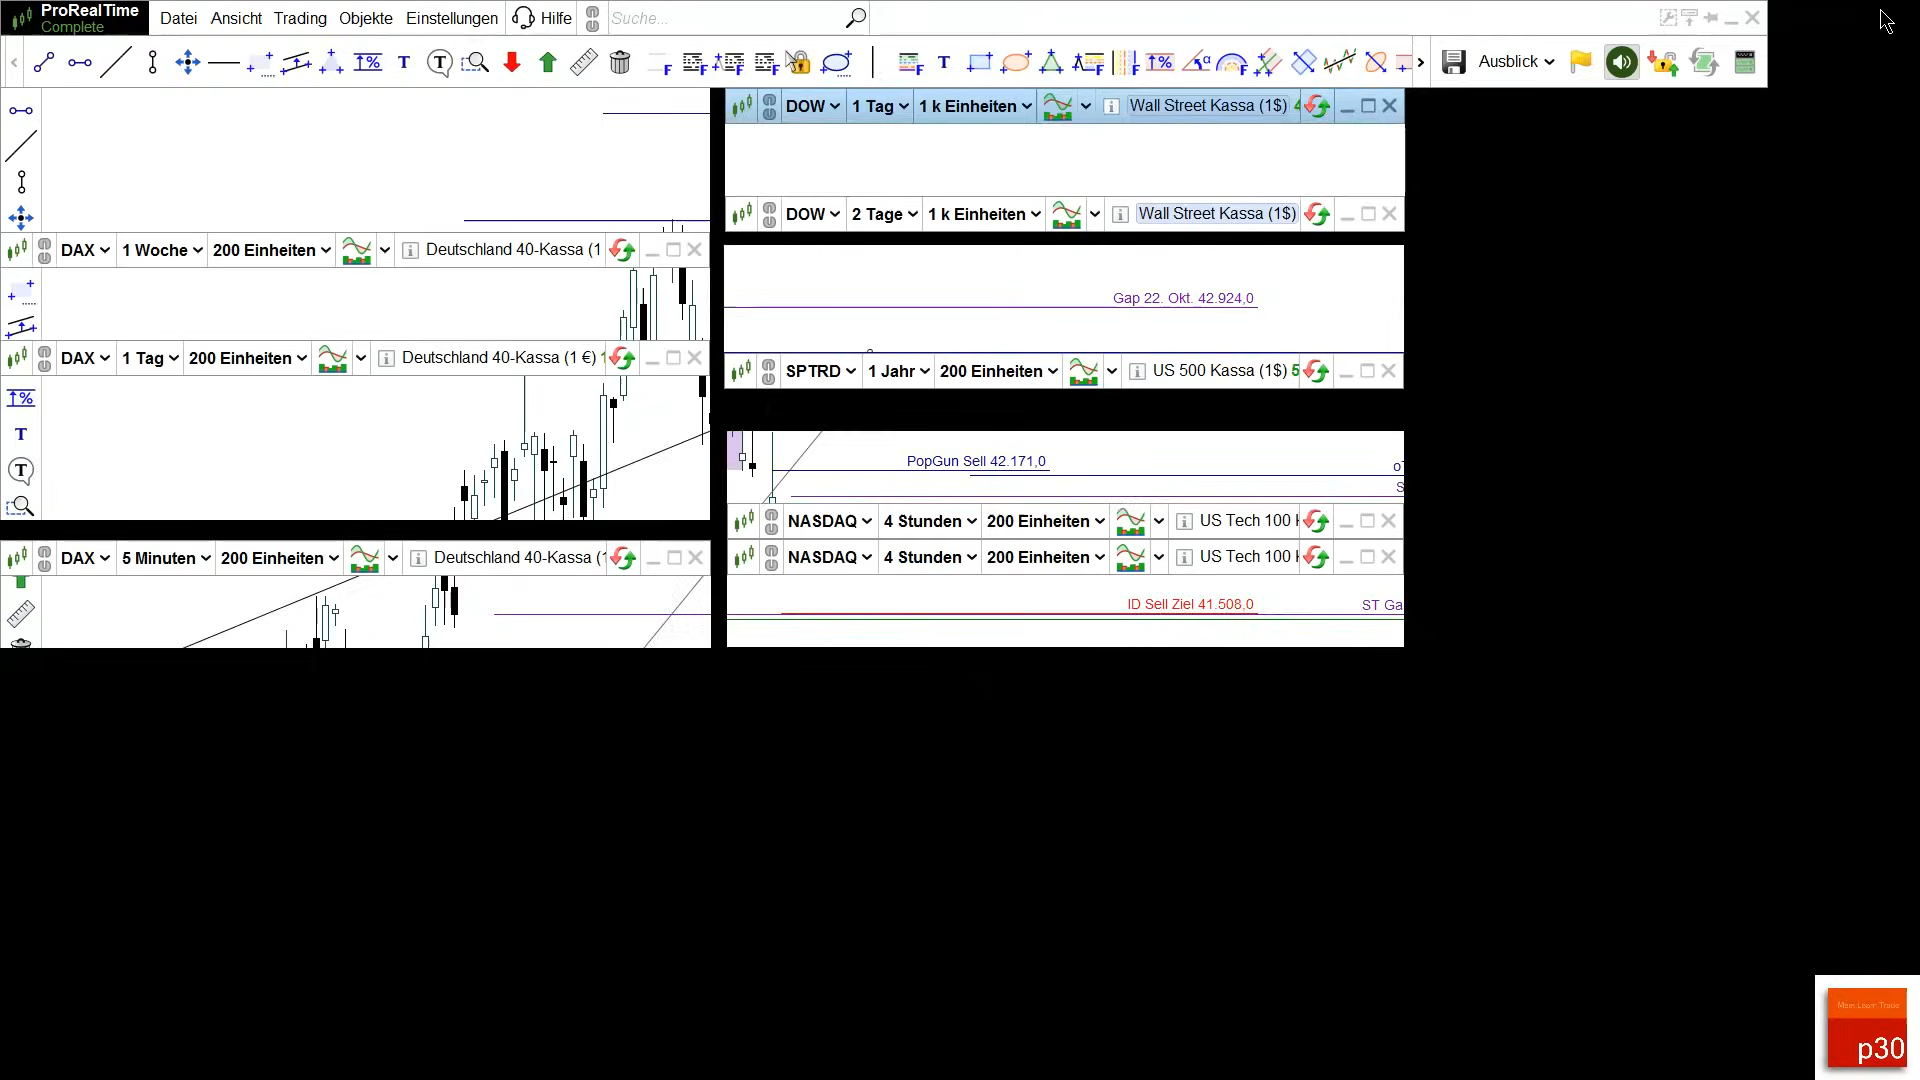 ProRealTime
Complete
Datei Ansicht Trading Objekte Einstellungen Hilfe Suche...
Ausblick
DOW 1 Tag 1 k Einheiten Wall Street Kassa (1$)
DOW 2 Tage 1 k Einheiten Wall Street Kassa (1$)
DAX 1 Woche 200 Einheiten Deutschland 40-Kassa (1
Gap 22. Okt. 42.924,0
DAX 1 Tag 200 Einheiten Deutschland 40-Kassa (1 €)
SPTRD 1 Jahr 200 Einheiten US 500 Kassa (1$) 5
PopGun Sell 42.171,0
NASDAQ 4 Stunden 200 Einheiten US Tech 100
NASDAQ 4 Stunden 200 Einheiten US Tech 100
DAX 5 Minuten 200 Einheiten Deutschland 40-Kassa (
ID Sell Ziel 41.508,0
ST Ga
Mein Learn Trade
p30